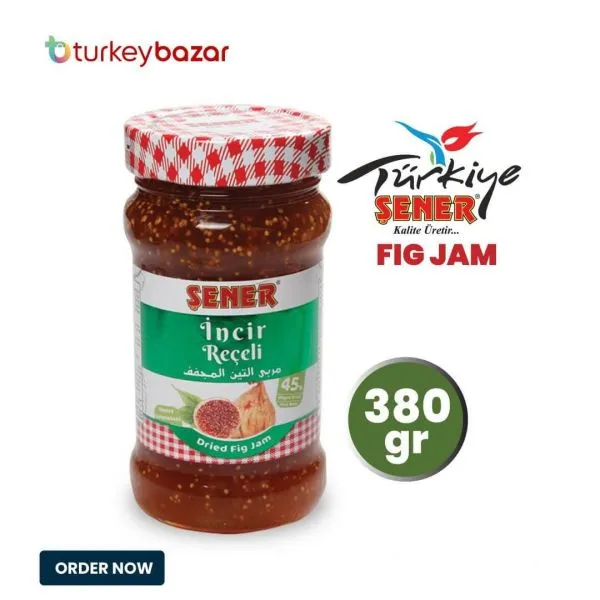 turkeybazar
ŞENER
Türkiye
ŞENER
Kalite Üretir...
FIG JAM
ŞENER
İncir
Reçeli
مربى التين المجفف
45%
Dried Fig Jam
380
gr
ORDER NOW